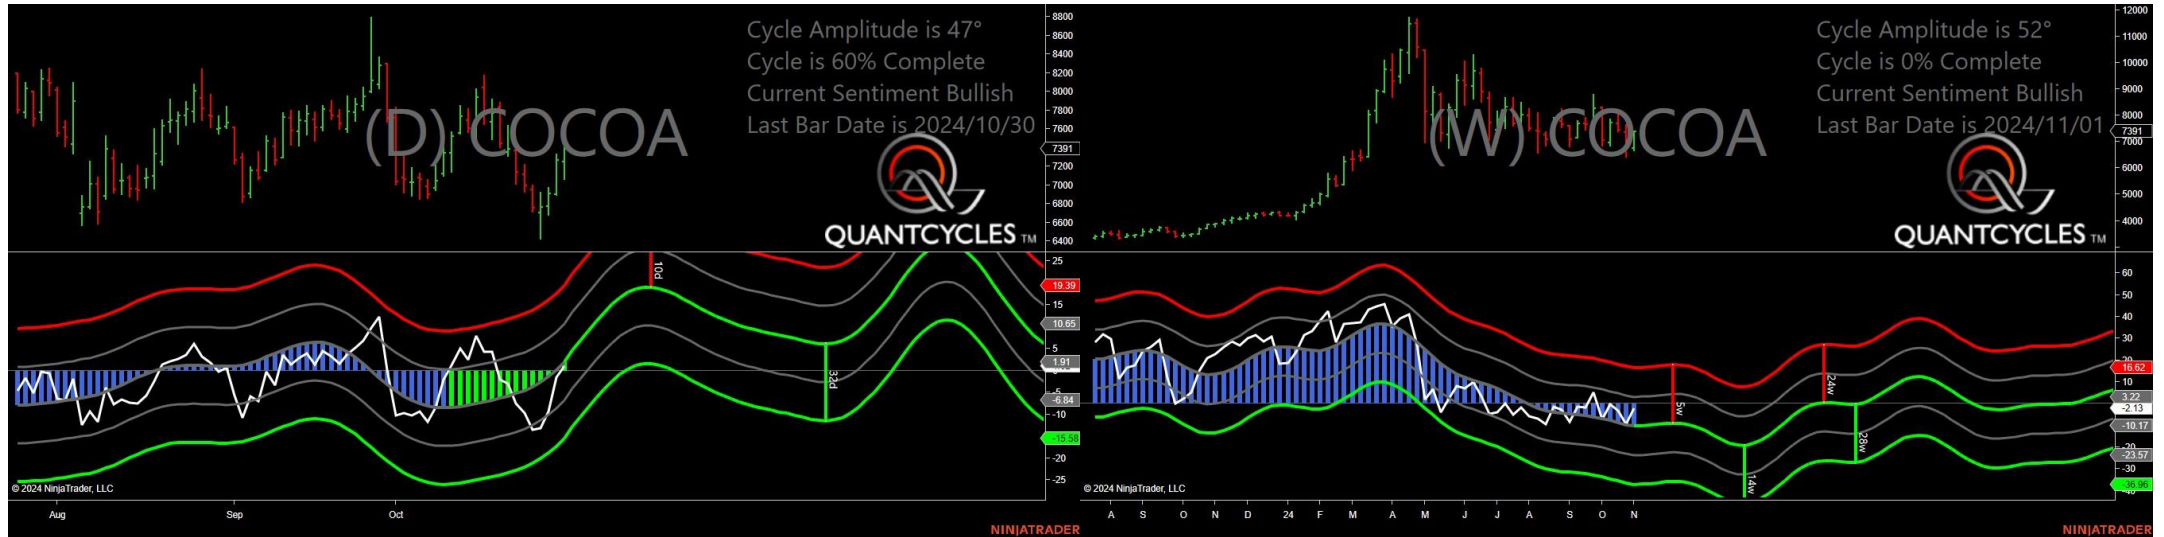 Cycle Amplitude is 47°
Cycle is 60% Complete
Current Sentiment Bullish
Last Bar Date is 2024/10/30
(D) COCOA
QUANTCYCLES TM
8800
8600
8400
8200
8000
7800
7600
7391
7200
7000
6800
6600
6400
25
19.39
15
10.65
5
1.91
-5
-6.84
-10
-15.58
-20
-25
10d
32d
© 2024 NinjaTrader, LLC
Aug
Sep
Oct
NINJATRADER
Cycle Amplitude is 52°
Cycle is 0% Complete
Current Sentiment Bullish
Last Bar Date is 2024/11/01
(W) COCOA
QUANTCYCLES TM
12000
11000
10000
9000
8000
7391
7000
6000
5000
4000
60
50
40
30
20
16.62
10
3.22
-2.13
-10.17
-20
-23.57
-30
-36.96
5w
14w
24w
28w
© 2024 NinjaTrader, LLC
A S O N D 24 F M A M J J A S O N
NINJATRADER